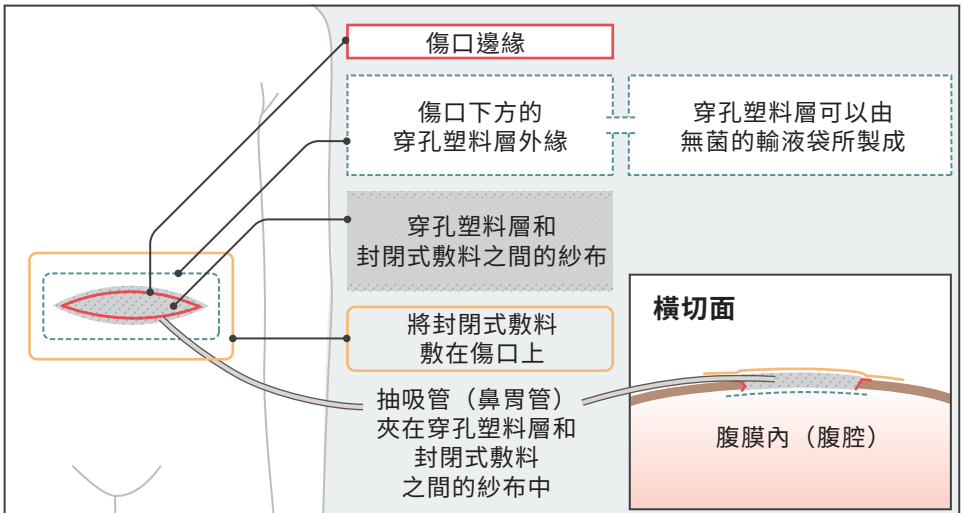 傷口邊緣
傷口下方的
穿孔塑料層外緣
穿孔塑料層可以由
無菌的輸液袋所製成
穿孔塑料層和
封閉式敷料之間的紗布
將封閉式敷料
敷在傷口上
抽吸管（鼻胃管）
夾在穿孔塑料層和
封閉式敷料
之間的紗布中
橫切面
腹膜內（腹腔）